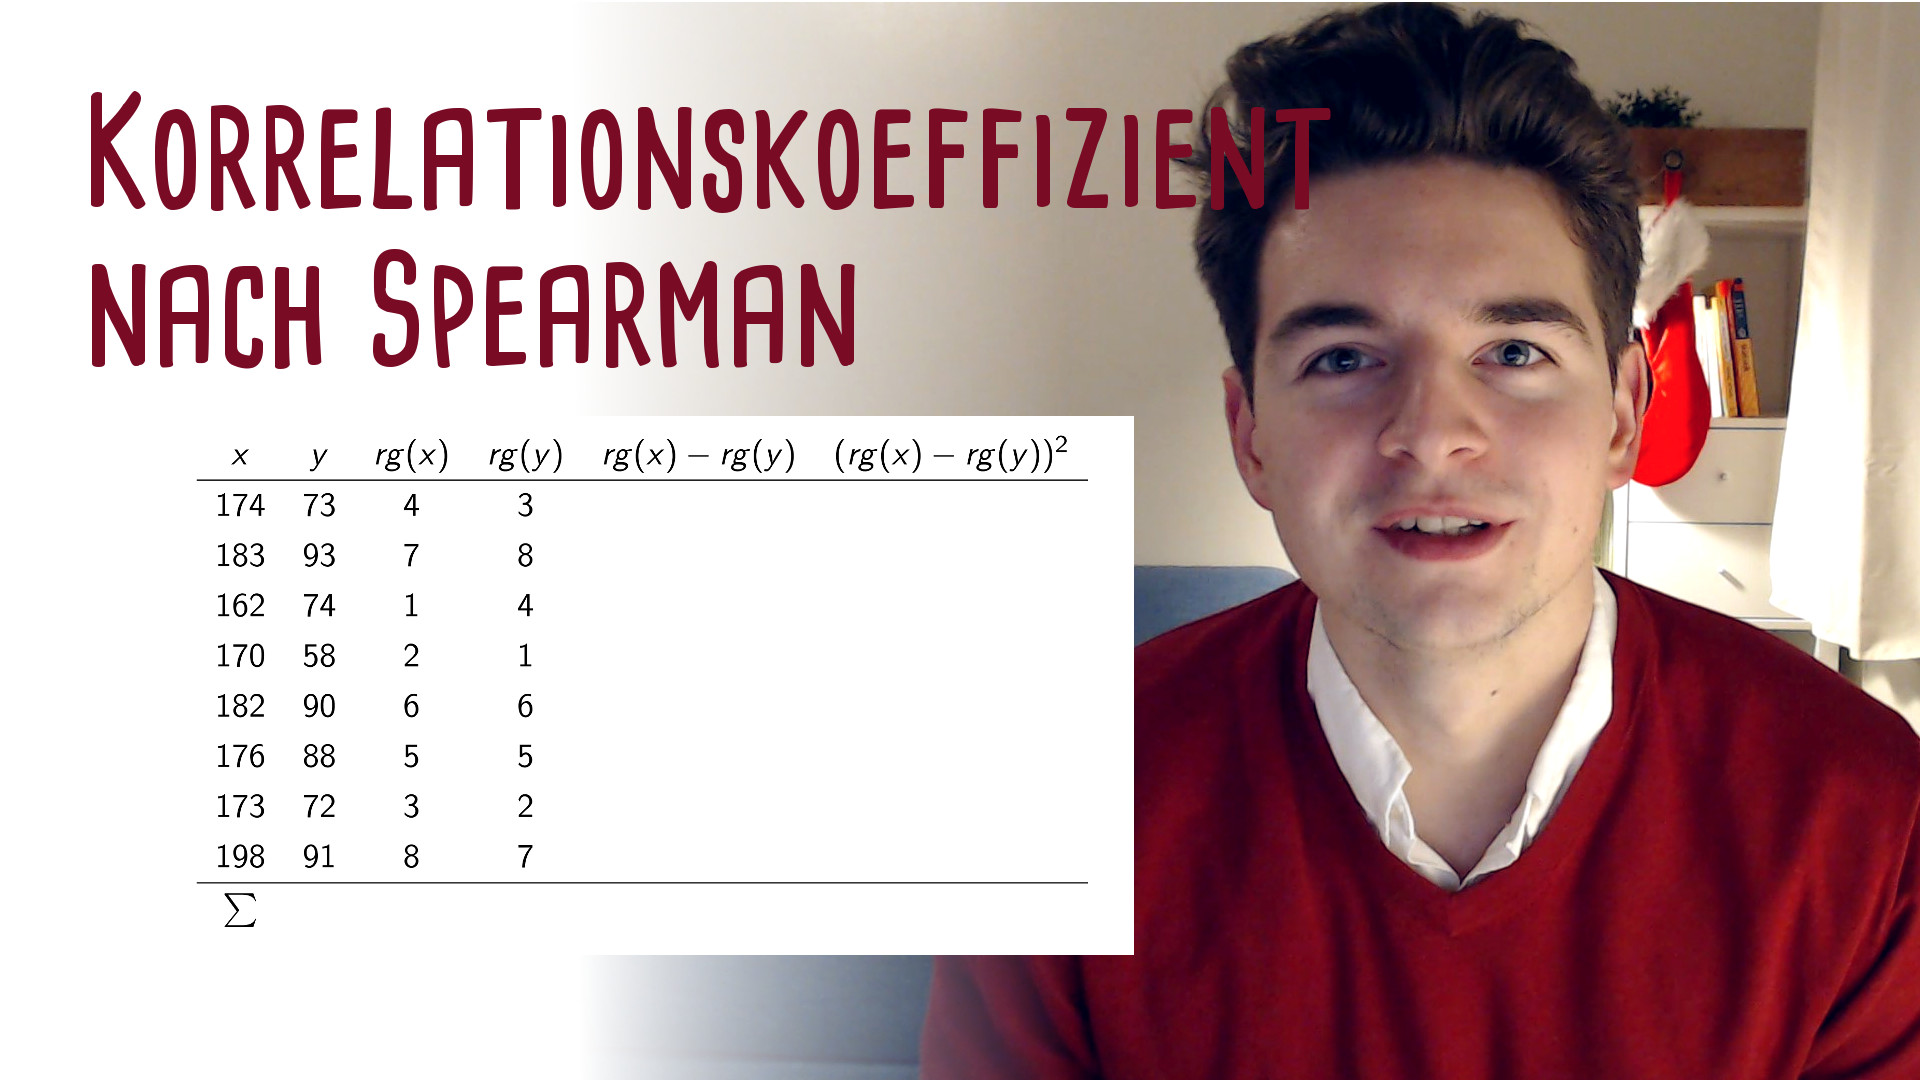 KORRELATIONSKOEFFIZIENT
NACH SPEARMAN
x y rg(x) rg(y) rg(x) − rg(y) (rg(x) − rg(y))²
174 73 4 3
183 93 7 8
162 74 1 4
170 58 2 1
182 90 6 6
176 88 5 5
173 72 3 2
198 91 8 7
∑